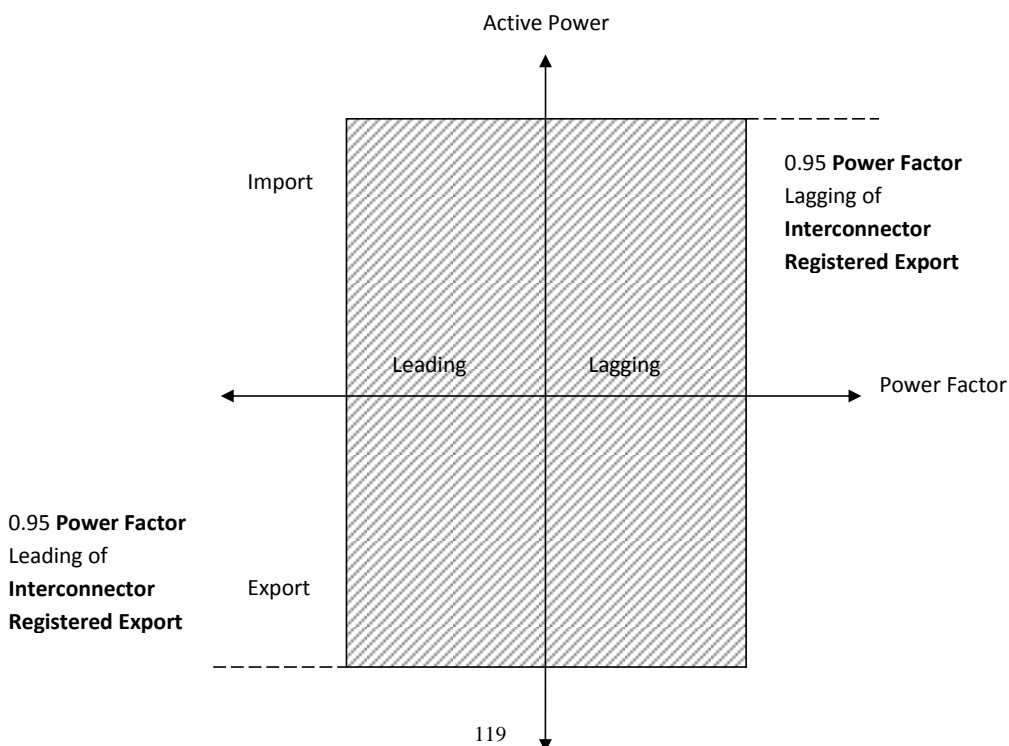 Active Power
Import
0.95 Power Factor
Lagging of
Interconnector
Registered Export
Leading
Lagging
Power Factor
0.95 Power Factor
Leading of
Interconnector
Registered Export
Export
119